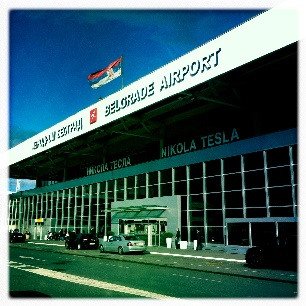 АЕРОДРОМ БЕОГРАД BELGRADE AIRPORT
НИКОЛА ТЕСЛА NIKOLA TESLA